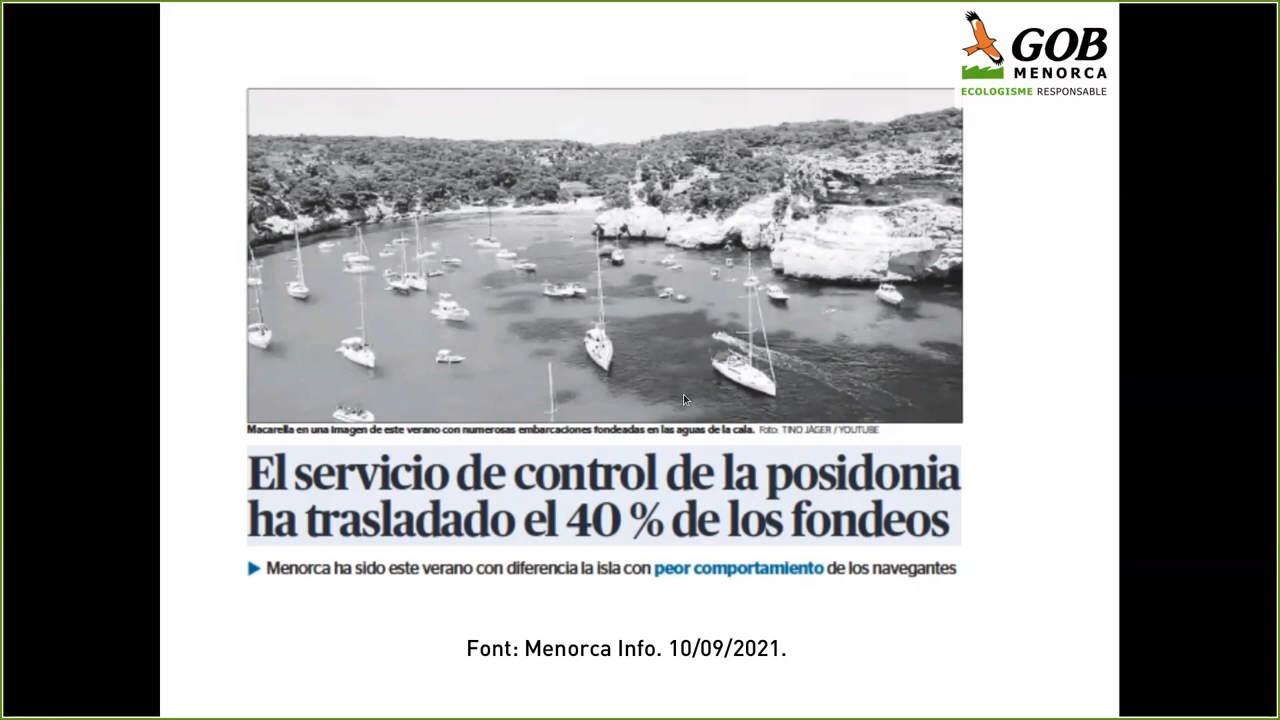 GOB
MENORCA
ECOLOGISME RESPONSABLE
Macarella en una imagen de este verano con numerosas embarcaciones fondeadas en las aguas de la cala. Foto: TINO JÄGER / YOUTUBE
El servicio de control de la posidonia
ha trasladado el 40 % de los fondeos
Menorca ha sido este verano con diferencia la isla con peor comportamiento de los navegantes
Font: Menorca Info. 10/09/2021.